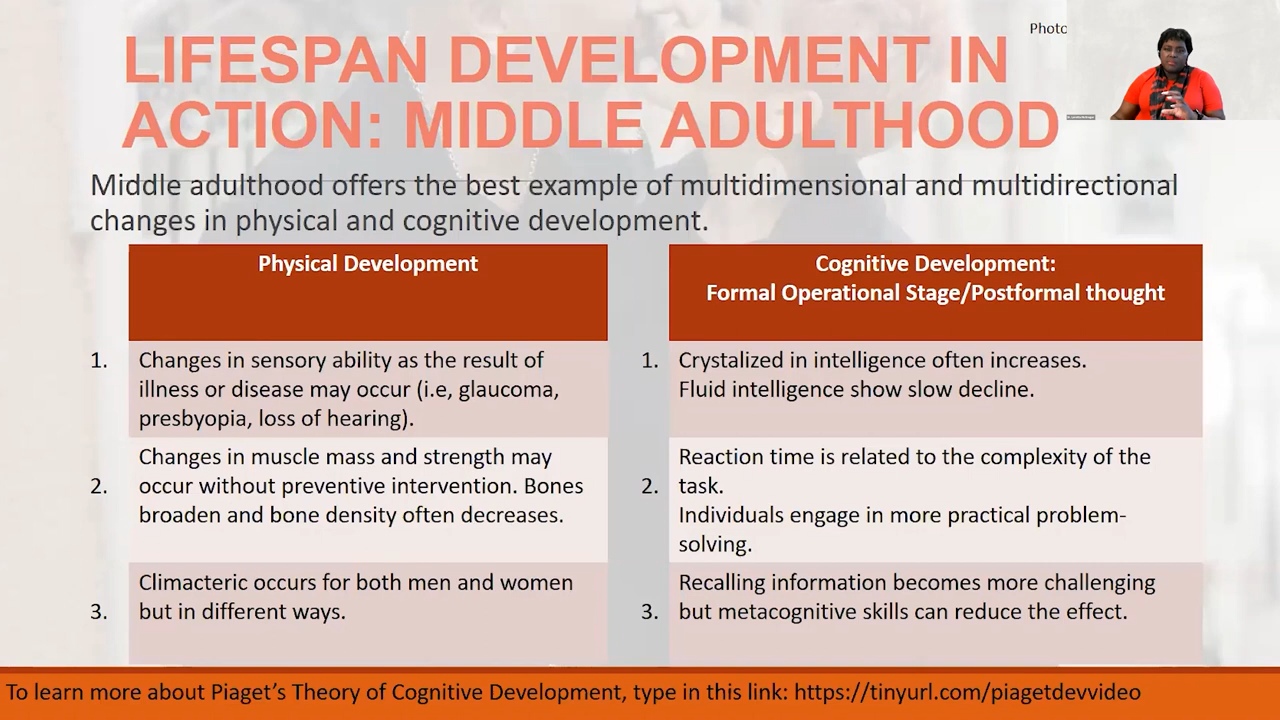 Photo
LIFESPAN DEVELOPMENT IN
ACTION: MIDDLE ADULTHOOD
Middle adulthood offers the best example of multidimensional and multidirectional
changes in physical and cognitive development.
Physical Development
1. Changes in sensory ability as the result of
illness or disease may occur (i.e, glaucoma,
presbyopia, loss of hearing).
Changes in muscle mass and strength may
2. occur without preventive intervention. Bones
broaden and bone density often decreases.
Climacteric occurs for both men and women
3. but in different ways.
Cognitive Development:
Formal Operational Stage/Postformal thought
1. Crystalized in intelligence often increases.
Fluid intelligence show slow decline.
Reaction time is related to the complexity of the
2. task.
Individuals engage in more practical problem-
solving.
Recalling information becomes more challenging
3. but metacognitive skills can reduce the effect.
To learn more about Piaget’s Theory of Cognitive Development, type in this link: https://tinyurl.com/piagetdevvideo